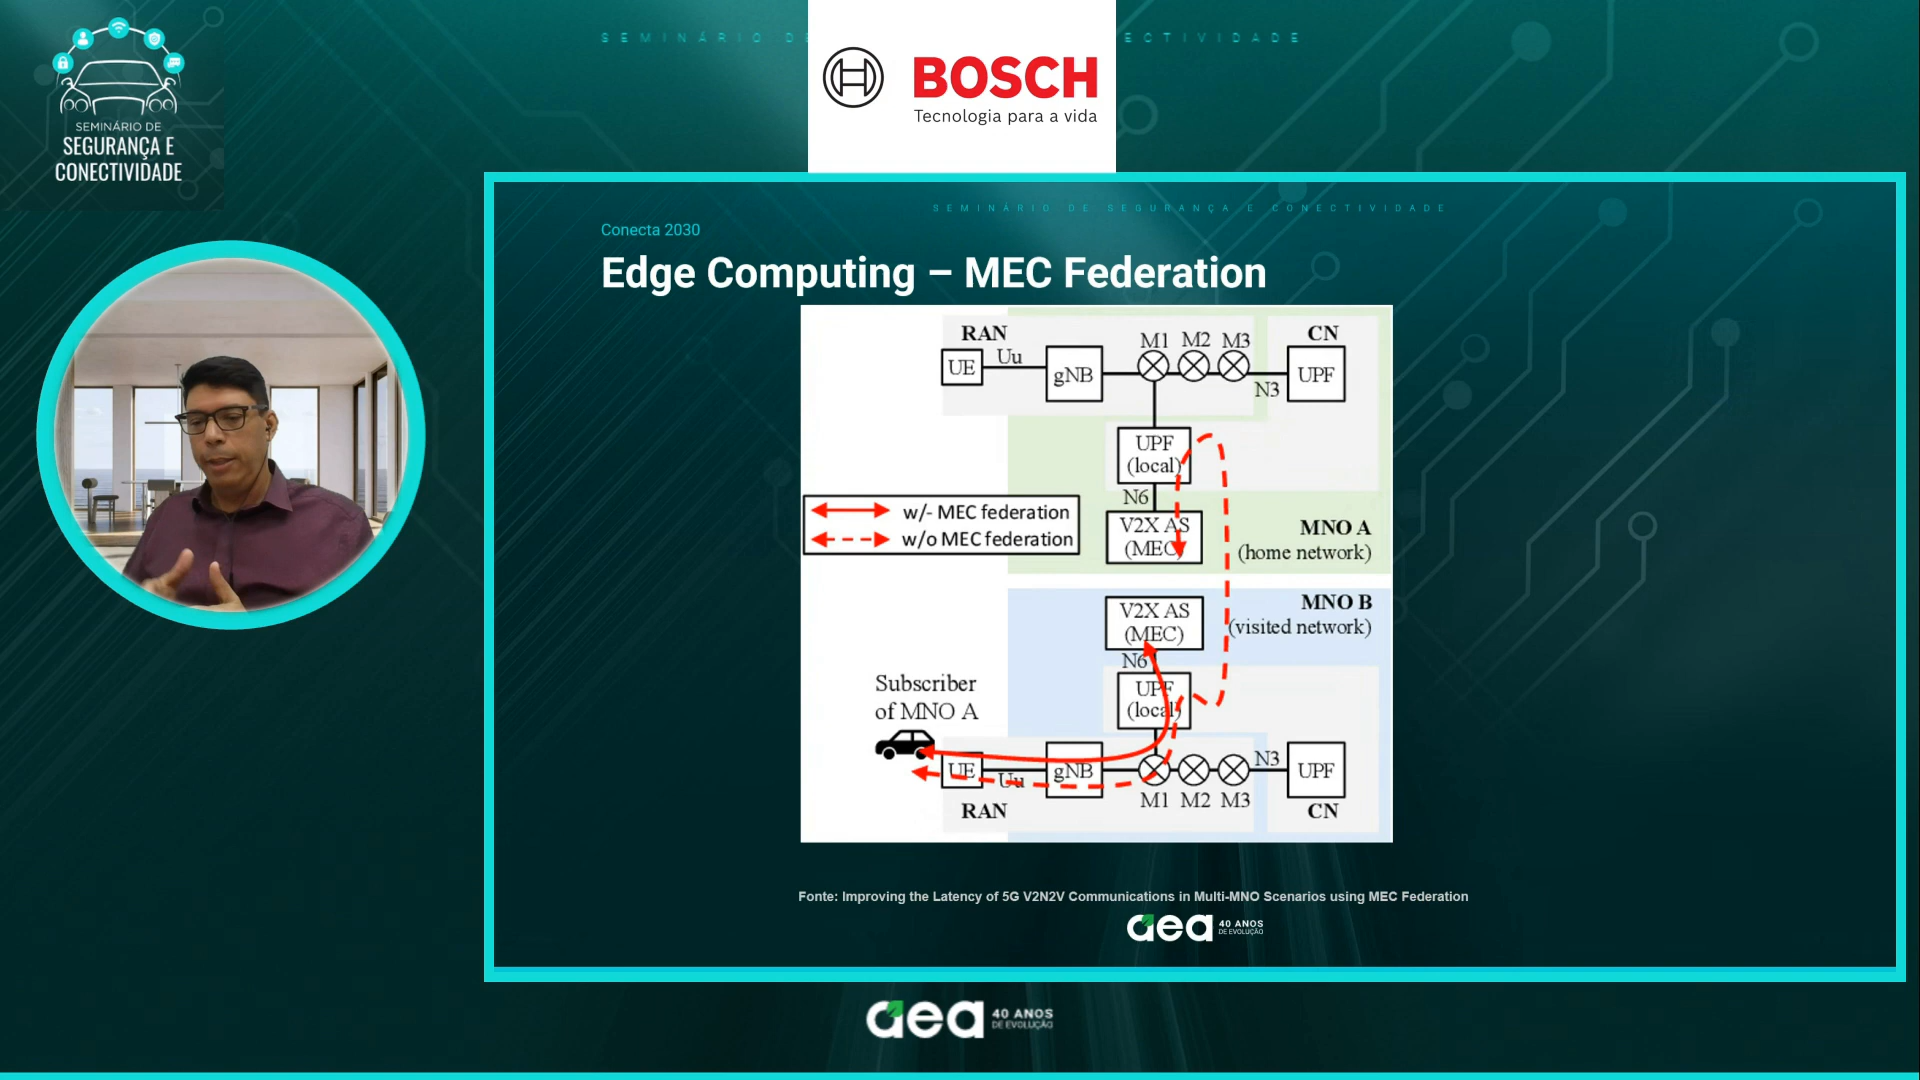 SEMINÁRIO DE
SEGURANÇA E
CONECTIVIDADE
SEMINÁRIO DE
ECTIVIDADE
BOSCH
Tecnologia para a vida
SEMINÁRIO DE SEGURANÇA E CONECTIVIDADE
Conecta 2030
Edge Computing – MEC Federation
RAN
CN
M1 M2 M3
UE
Uu
gNB
N3
UPF
UPF
(local)
N6
V2X AS
(MEC)
w/- MEC federation
w/o MEC federation
MNO A
(home network)
MNO B
(visited network)
V2X AS
(MEC)
N6
UPF
(local)
Subscriber
of MNO A
UE
Uu
gNB
N3
UPF
M1 M2 M3
RAN
CN
Fonte: Improving the Latency of 5G V2N2V Communications in Multi-MNO Scenarios using MEC Federation
aea 40 ANOS
DE EVOLUÇÃO
aea 40 ANOS
DE EVOLUÇÃO